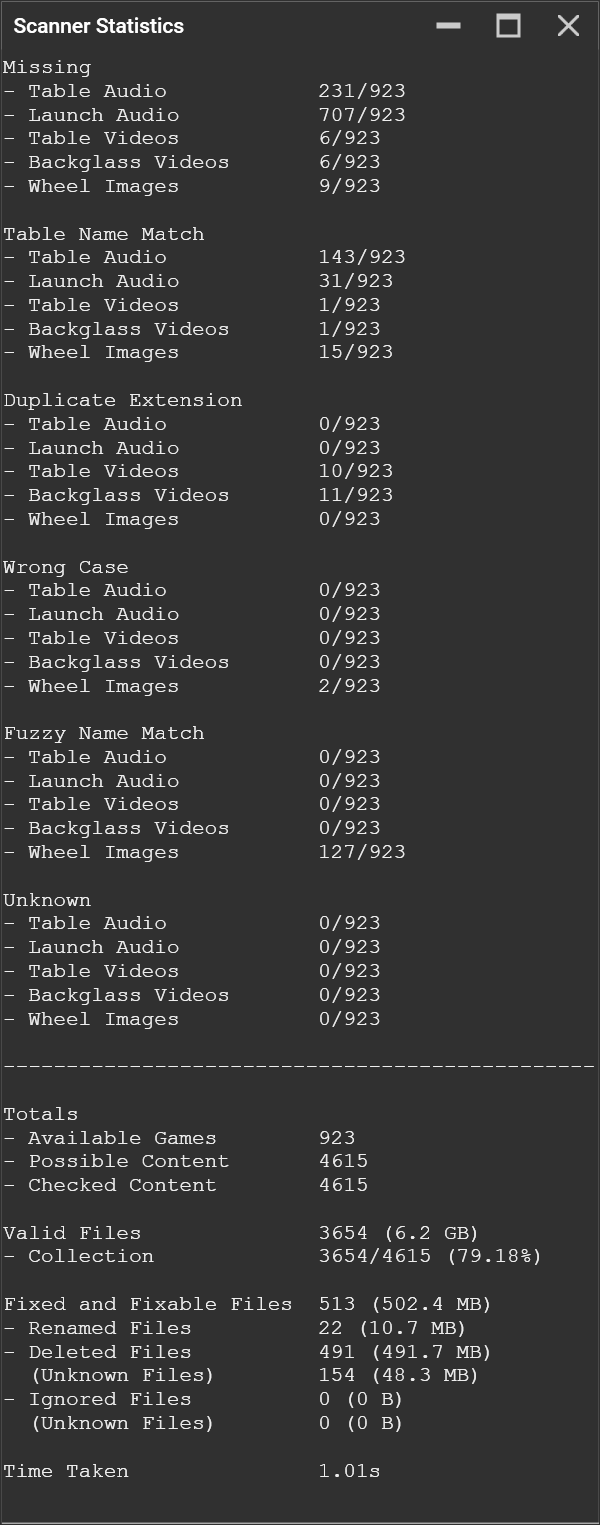 Scanner Statistics
Missing
- Table Audio 231/923
- Launch Audio 707/923
- Table Videos 6/923
- Backglass Videos 6/923
- Wheel Images 9/923
Table Name Match
- Table Audio 143/923
- Launch Audio 31/923
- Table Videos 1/923
- Backglass Videos 1/923
- Wheel Images 15/923
Duplicate Extension
- Table Audio 0/923
- Launch Audio 0/923
- Table Videos 10/923
- Backglass Videos 11/923
- Wheel Images 0/923
Wrong Case
- Table Audio 0/923
- Launch Audio 0/923
- Table Videos 0/923
- Backglass Videos 0/923
- Wheel Images 2/923
Fuzzy Name Match
- Table Audio 0/923
- Launch Audio 0/923
- Table Videos 0/923
- Backglass Videos 0/923
- Wheel Images 127/923
Unknown
- Table Audio 0/923
- Launch Audio 0/923
- Table Videos 0/923
- Backglass Videos 0/923
- Wheel Images 0/923
-----------------------------------------------
Totals
- Available Games 923
- Possible Content 4615
- Checked Content 4615
Valid Files 3654 (6.2 GB)
- Collection 3654/4615 (79.18%)
Fixed and Fixable Files 513 (502.4 MB)
- Renamed Files 22 (10.7 MB)
- Deleted Files 491 (491.7 MB)
(Unknown Files) 154 (48.3 MB)
- Ignored Files 0 (0 B)
(Unknown Files) 0 (0 B)
Time Taken 1.01s